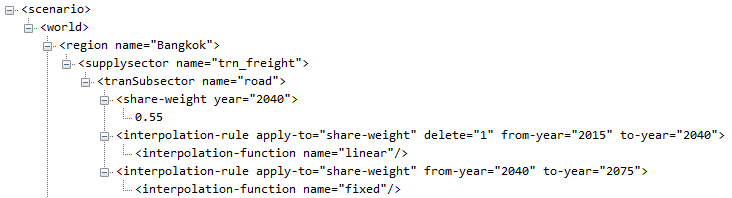 <scenario>
<world>
<region name="Bangkok">
<supplysector name="trn_freight">
<tranSubsector name="road">
<share-weight year="2040">
0.55
<interpolation-rule apply-to="share-weight" delete="1" from-year="2015" to-year="2040">
<interpolation-function name="linear"/>
<interpolation-rule apply-to="share-weight" from-year="2040" to-year="2075">
<interpolation-function name="fixed"/>